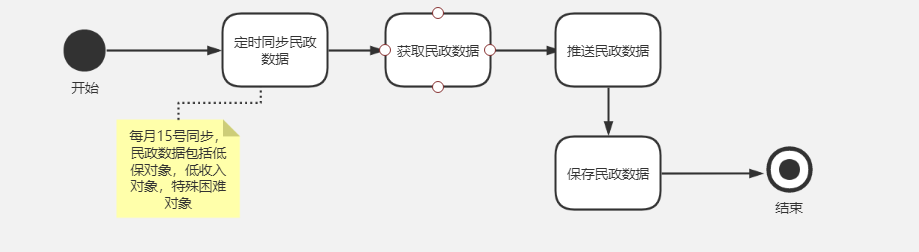 开始
定时同步民政
数据
获取民政数据
推送民政数据
每月15号同步，
民政数据包括低
保对象，低收入
对象，特殊困难
对象
保存民政数据
结束